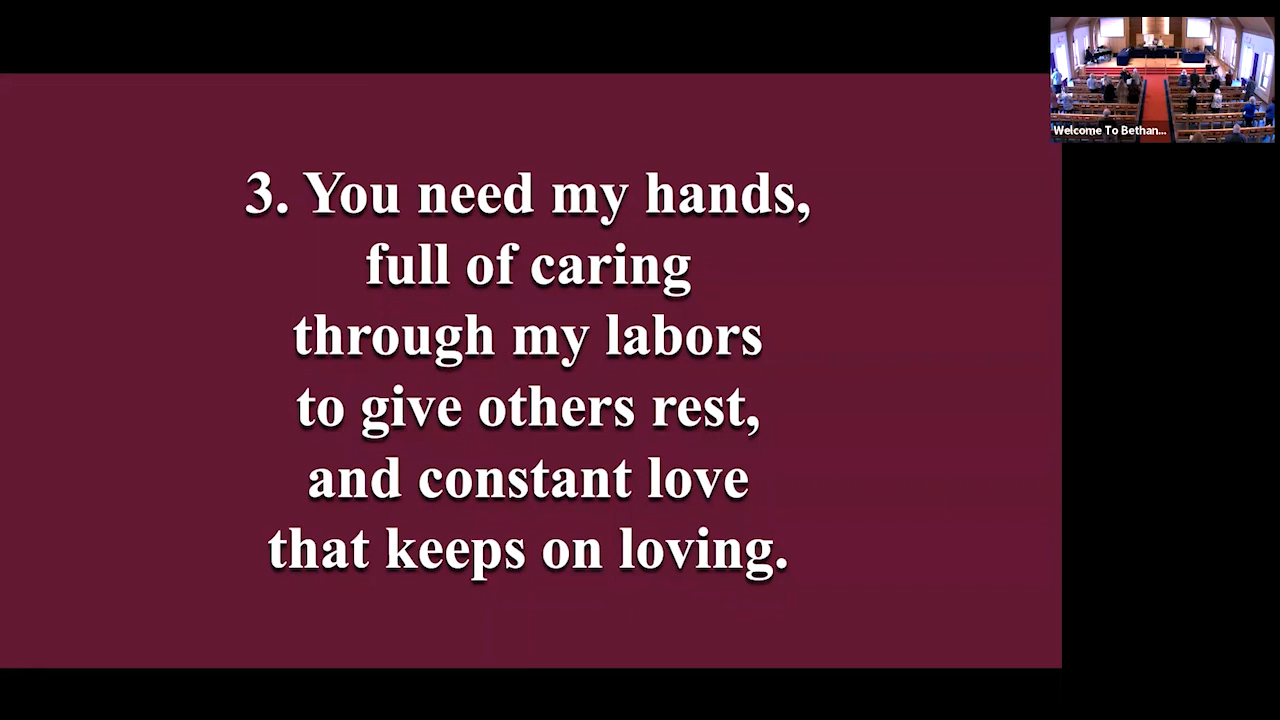 3. You need my hands,
full of caring
through my labors
to give others rest,
and constant love
that keeps on loving.
Welcome To Bethan...